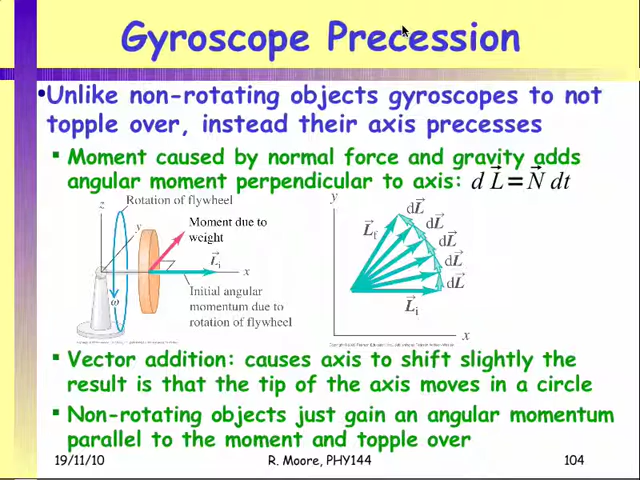 Gyroscope Precession
•Unlike non-rotating objects gyroscopes to not
topple over, instead their axis precesses
▪ Moment caused by normal force and gravity adds
angular moment perpendicular to axis: d L⃗ = N⃗ dt
Rotation of flywheel
z
y
Moment due to
weight
L⃗i
x
ω
Initial angular
momentum due to
rotation of flywheel
y
dL⃗
L⃗f
dL⃗
dL⃗
dL⃗
dL⃗
L⃗i
x
▪ Vector addition: causes axis to shift slightly the
result is that the tip of the axis moves in a circle
▪ Non-rotating objects just gain an angular momentum
parallel to the moment and topple over
19/11/10 R. Moore, PHY144 104